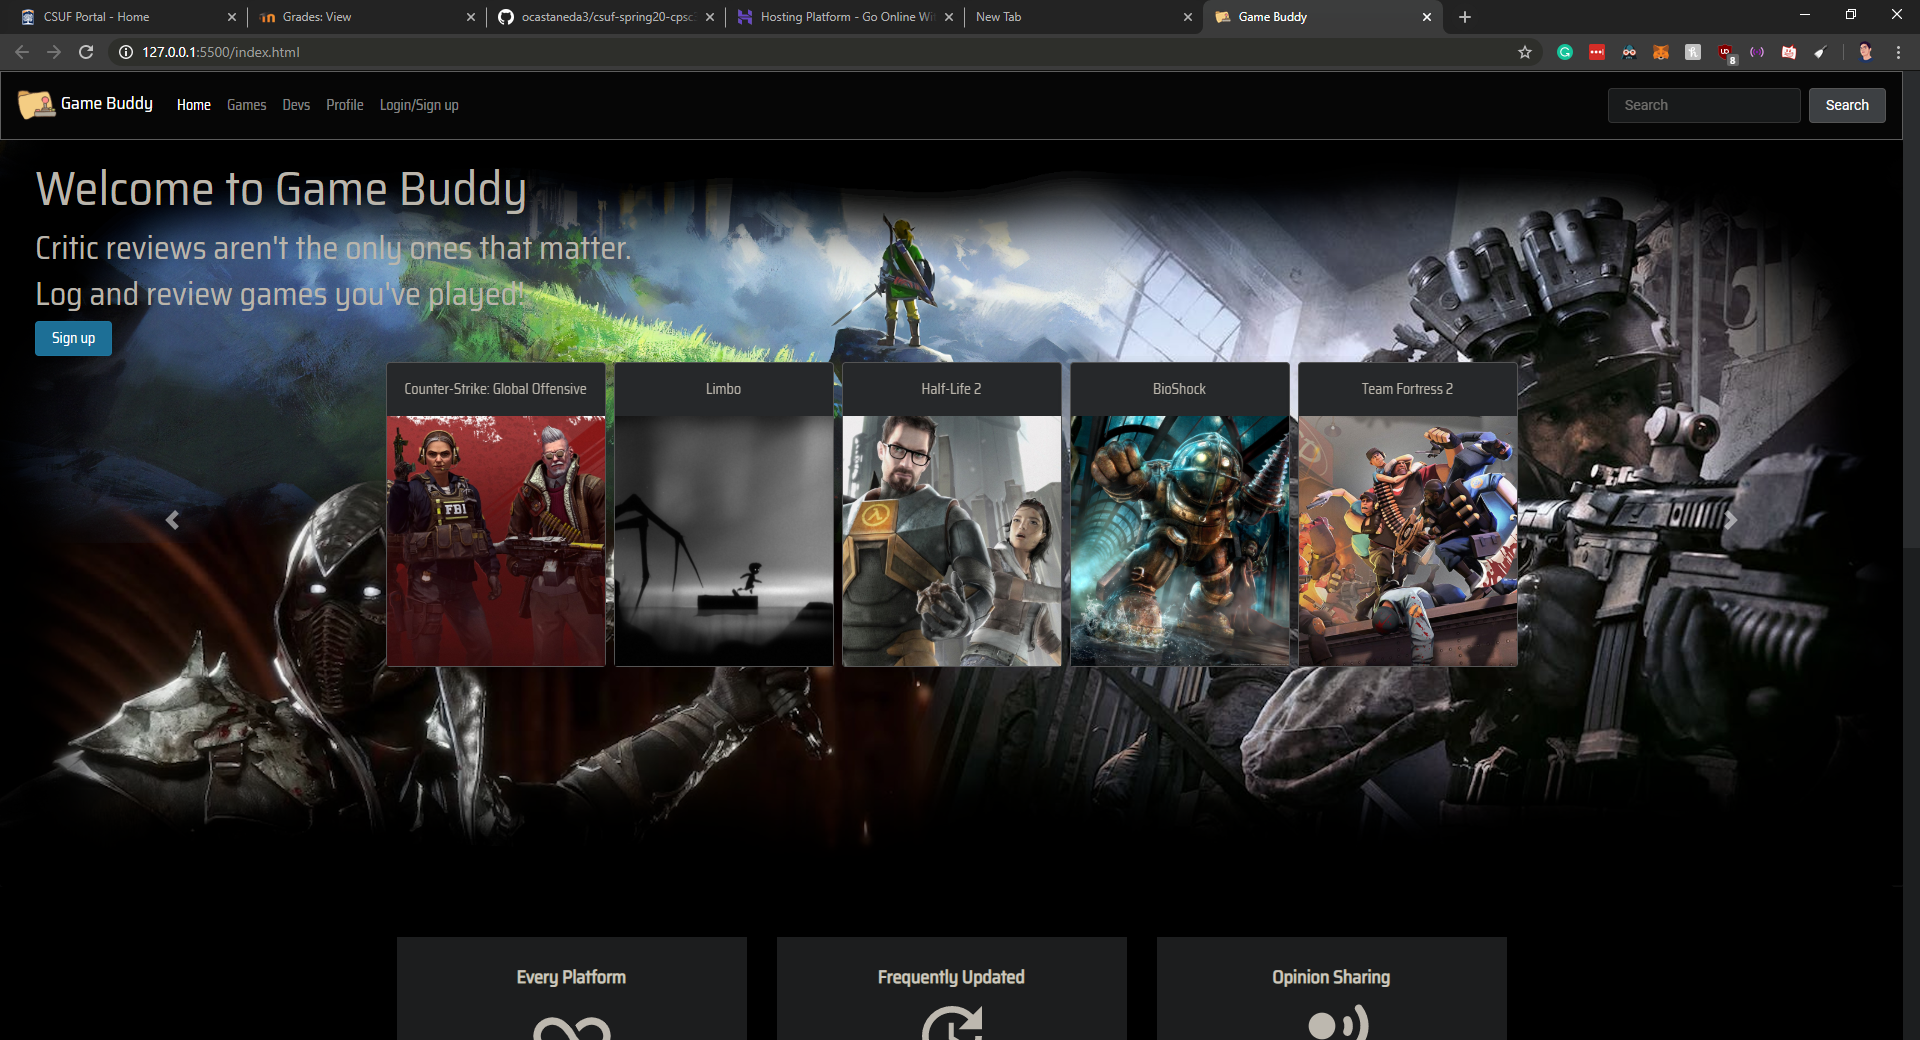 CSUF Portal - Home
Grades: View
ocastaneda3/csuf-spring20-cpsc
Hosting Platform - Go Online Wi
New Tab
Game Buddy
127.0.0.1:5500/index.html
8
Game Buddy
Home
Games
Devs
Profile
Login/Sign up
Search
Search
Welcome to Game Buddy
Critic reviews aren't the only ones that matter.
Log and review games you've played!
Sign up
Counter-Strike: Global Offensive
Limbo
Half-Life 2
BioShock
Team Fortress 2
FBI
Every Platform
Frequently Updated
Opinion Sharing